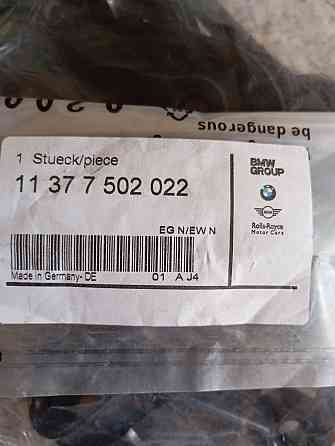 be dangerous
1 Stueck/piece
11 37 7 502 022
BMW
GROUP
EG N/EW N
Rolls-Royce
Motor Cars
Made in Germany-DE
01 A J4